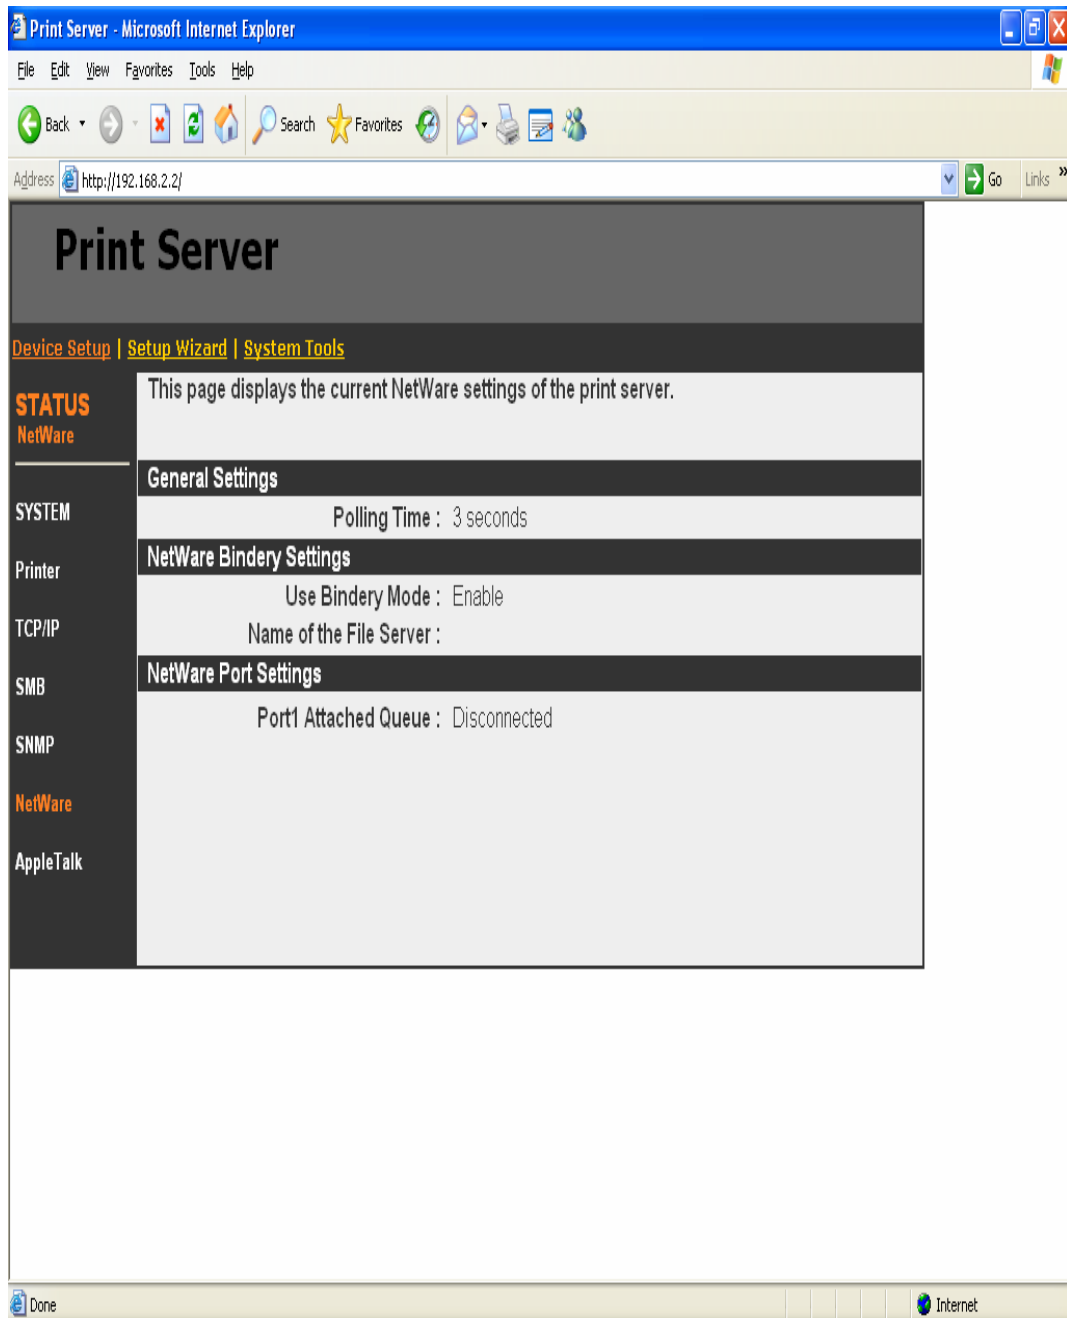 Print Server - Microsoft Internet Explorer
File Edit View Favorites Tools Help
Back Search Favorites
Address http://192.168.2.2/ Go Links »
Print Server
Device Setup | Setup Wizard | System Tools
STATUS
NetWare
SYSTEM
Printer
TCP/IP
SMB
SNMP
NetWare
AppleTalk
This page displays the current NetWare settings of the print server.
General Settings
Polling Time : 3 seconds
NetWare Bindery Settings
Use Bindery Mode : Enable
Name of the File Server :
NetWare Port Settings
Port1 Attached Queue : Disconnected
Done Internet